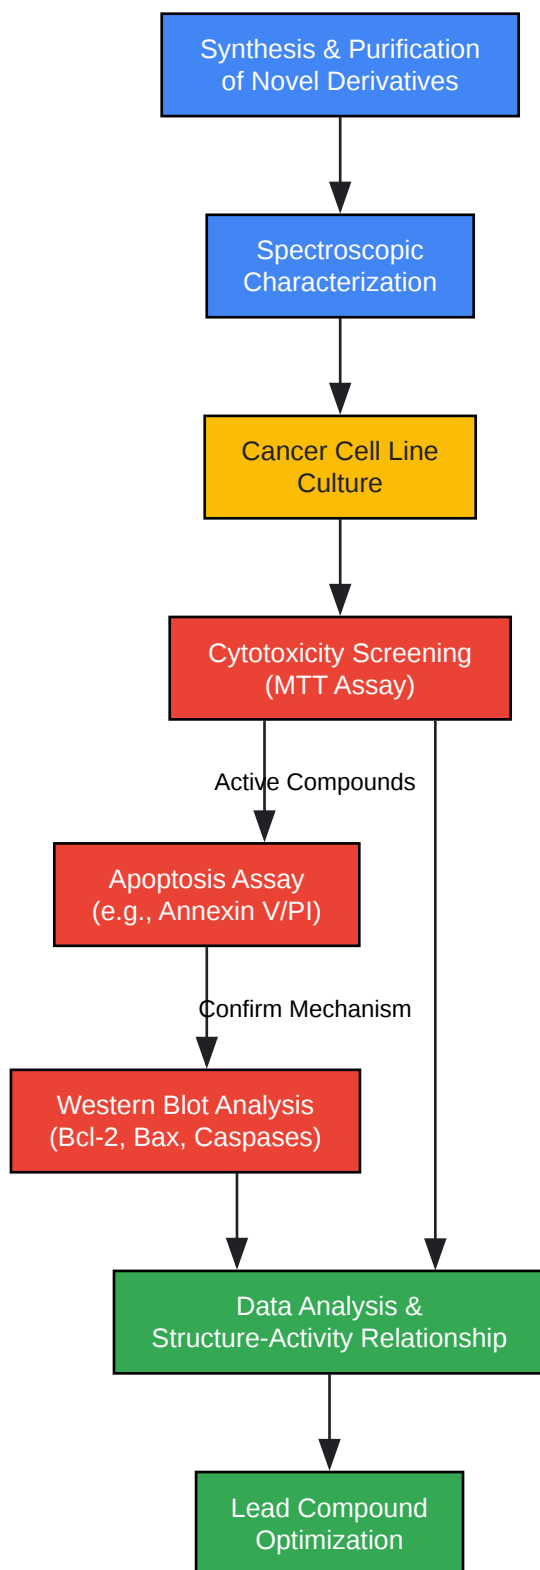 Synthesis & Purification
of Novel Derivatives
Spectroscopic
Characterization
Cancer Cell Line
Culture
Cytotoxicity Screening
(MTT Assay)
Active Compounds
Apoptosis Assay
(e.g., Annexin V/PI)
Confirm Mechanism
Western Blot Analysis
(Bcl-2, Bax, Caspases)
Data Analysis &
Structure-Activity Relationship
Lead Compound
Optimization